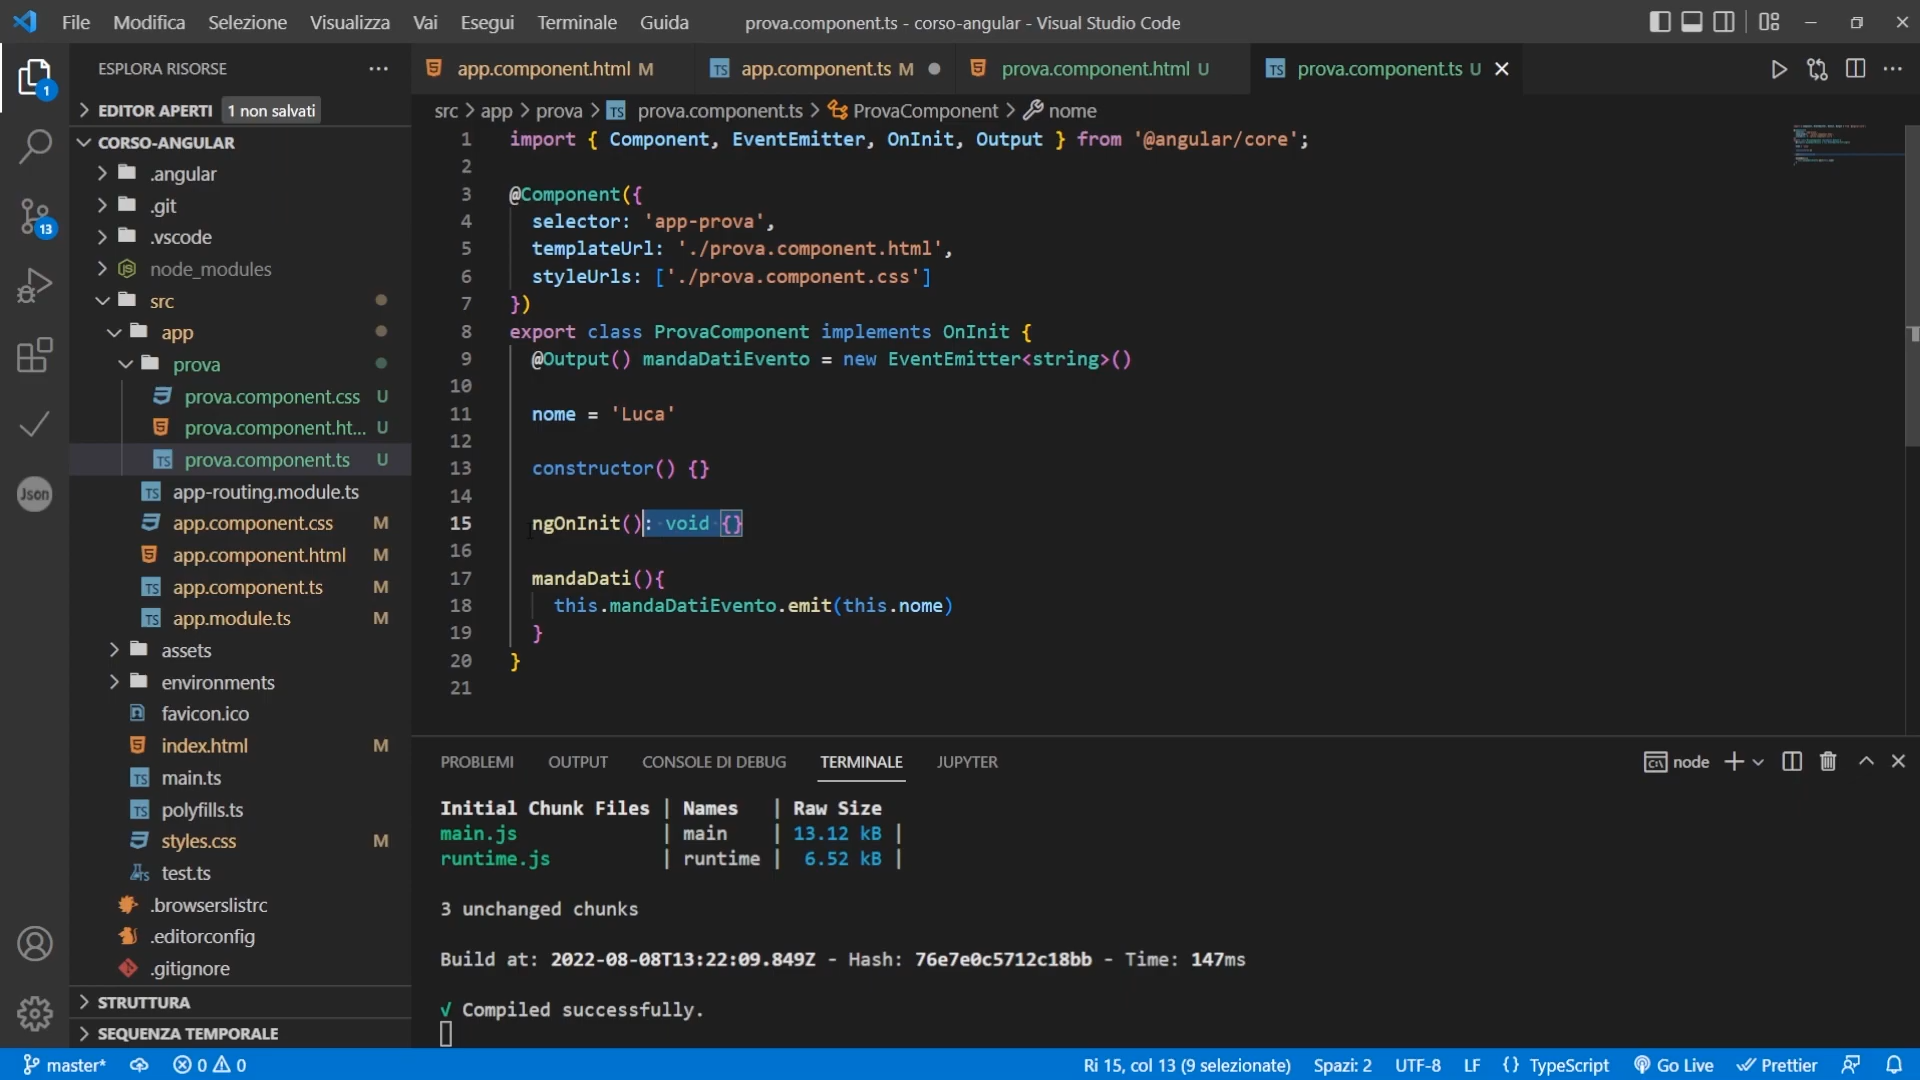 File Modifica Selezione Visualizza Vai Esegui Terminale Guida prova.component.ts - corso-angular - Visual Studio Code
ESPLORA RISORSE
EDITOR APERTI 1 non salvati
CORSO-ANGULAR
.angular
.git
.vscode
node_modules
src
app
prova
prova.component.css U
prova.component.ht... U
prova.component.ts U
app-routing.module.ts
app.component.css M
app.component.html M
app.component.ts M
app.module.ts M
assets
environments
favicon.ico
index.html M
main.ts
polyfills.ts
styles.css M
test.ts
.browserslistrc
.editorconfig
.gitignore
STRUTTURA
SEQUENZA TEMPORALE
1
13
Json
app.component.html M app.component.ts M prova.component.html U prova.component.ts U
src > app > prova > TS prova.component.ts > ProvaComponent > nome
1 import { Component, EventEmitter, OnInit, Output } from '@angular/core';
2
3 @Component({
4 selector: 'app-prova',
5 templateUrl: './prova.component.html',
6 styleUrls: ['./prova.component.css']
7 })
8 export class ProvaComponent implements OnInit {
9 @Output() mandaDatiEvento = new EventEmitter<string>()
10
11 nome = 'Luca'
12
13 constructor() {}
14
15 ngOnInit(): void {}
16
17 mandaDati(){
18 this.mandaDatiEvento.emit(this.nome)
19 }
20 }
21
PROBLEMI OUTPUT CONSOLE DI DEBUG TERMINALE JUPYTER node
Initial Chunk Files | Names | Raw Size
main.js | main | 13.12 kB |
runtime.js | runtime | 6.52 kB |
3 unchanged chunks
Build at: 2022-08-08T13:22:09.849Z - Hash: 76e7e0c5712c18bb - Time: 147ms
√ Compiled successfully.
master* 0 0 Ri 15, col 13 (9 selezionate) Spazi: 2 UTF-8 LF {} TypeScript Go Live Prettier